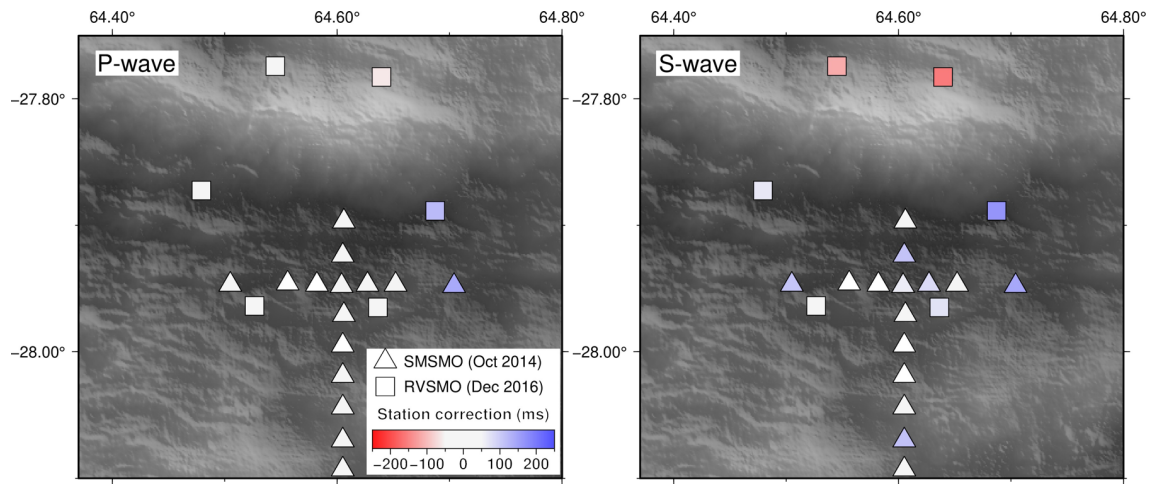 64.40° 64.60° 64.80° 64.40° 64.60° 64.80°
P-wave S-wave
−27.80° −27.80°
−28.00° −28.00°
SMSMO (Oct 2014)
RVSMO (Dec 2016)
Station correction (ms)
−200 −100 0 100 200